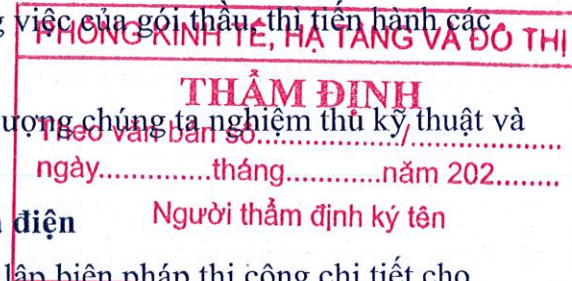 việc của gói thầu, thì tiến hành các
PHÒNG KINH TẾ, HẠ TẦNG VÀ ĐÔ THỊ
THẨM ĐỊNH
chúng ta nghiệm thu kỹ thuật và
Theo văn bản số................../..................
ngày..............tháng............năm 202........
điện
Người thẩm định ký tên
lập biện pháp thi công chi tiết cho